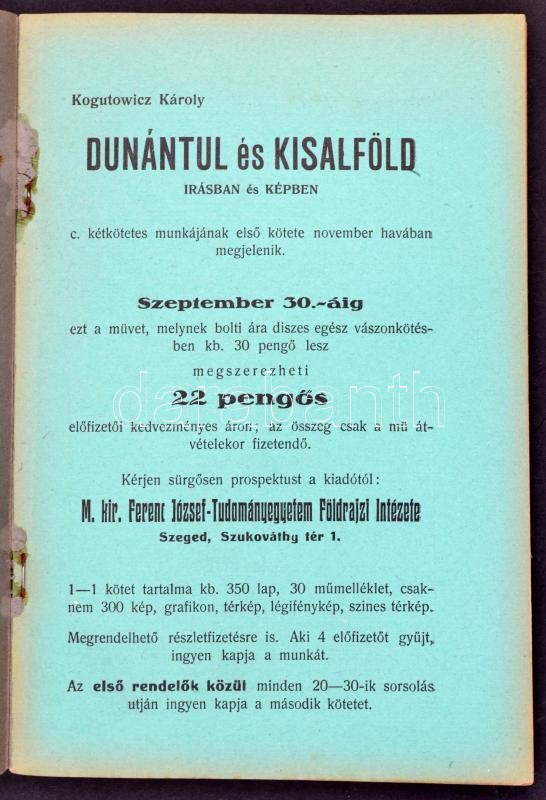 Kogutowicz Károly
DUNÁNTUL és KISALFÖLD
IRÁSBAN és KÉPBEN
c. kétkötetes munkájának első kötete november havában
megjelenik.
Szeptember 30.-áig
ezt a müvet, melynek bolti ára diszes egész vászonkötés-
ben kb. 30 pengő lesz
megszerezheti
22 pengős
előfizetői kedvezményes áron; az összeg csak a mü át-
vételekor fizetendő.
Kérjen sürgősen prospektust a kiadótól:
M. kir. Ferenc József-Tudományegyetem Földrajzi Intézete
Szeged, Szukováthy tér 1.
1—1 kötet tartalma kb. 350 lap, 30 műmelléklet, csak-
nem 300 kép, grafikon, térkép, légifénykép, szines térkép.
Megrendelhető részletfizetésre is. Aki 4 előfizetőt gyüjt,
ingyen kapja a munkát.
Az első rendelők közül minden 20—30-ik sorsolás
utján ingyen kapja a második kötetet.
darabanth